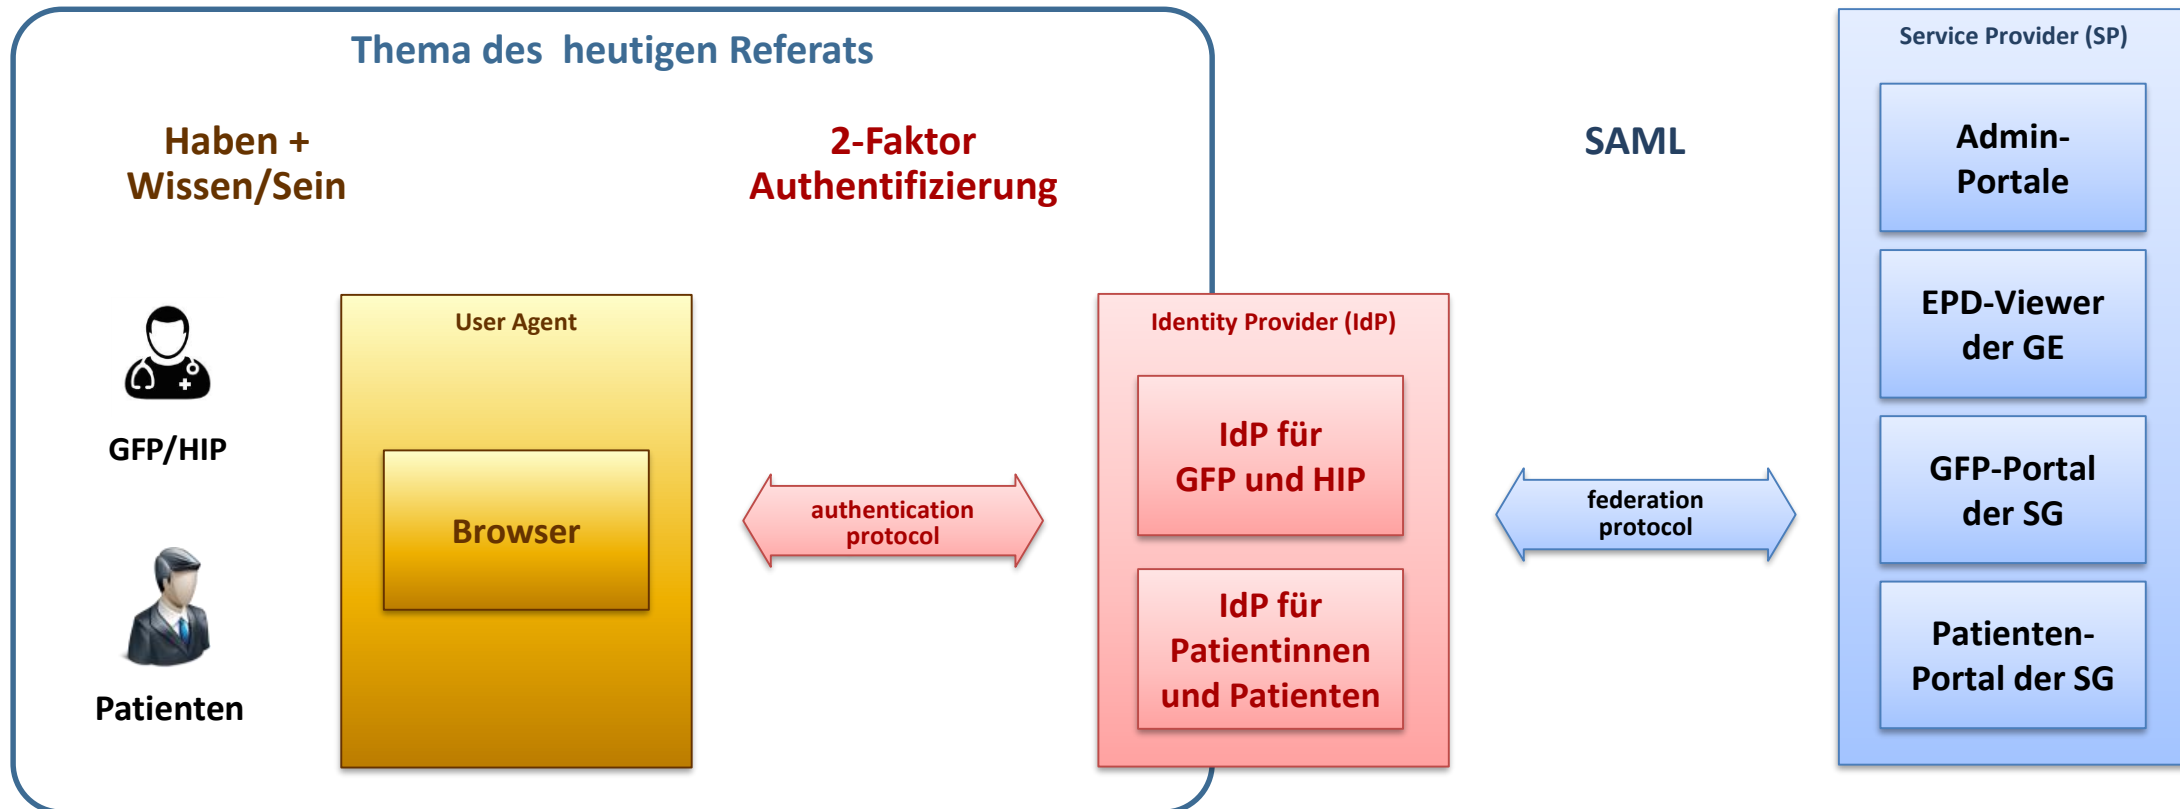 Thema des heutigen Referats
Haben +
Wissen/Sein
2-Faktor
Authentifizierung
SAML
GFP/HIP
Patienten
User Agent
Browser
authentication
protocol
Identity Provider (IdP)
IdP für
GFP und HIP
IdP für
Patientinnen
und Patienten
federation
protocol
Service Provider (SP)
Admin-
Portale
EPD-Viewer
der GE
GFP-Portal
der SG
Patienten-
Portal der SG